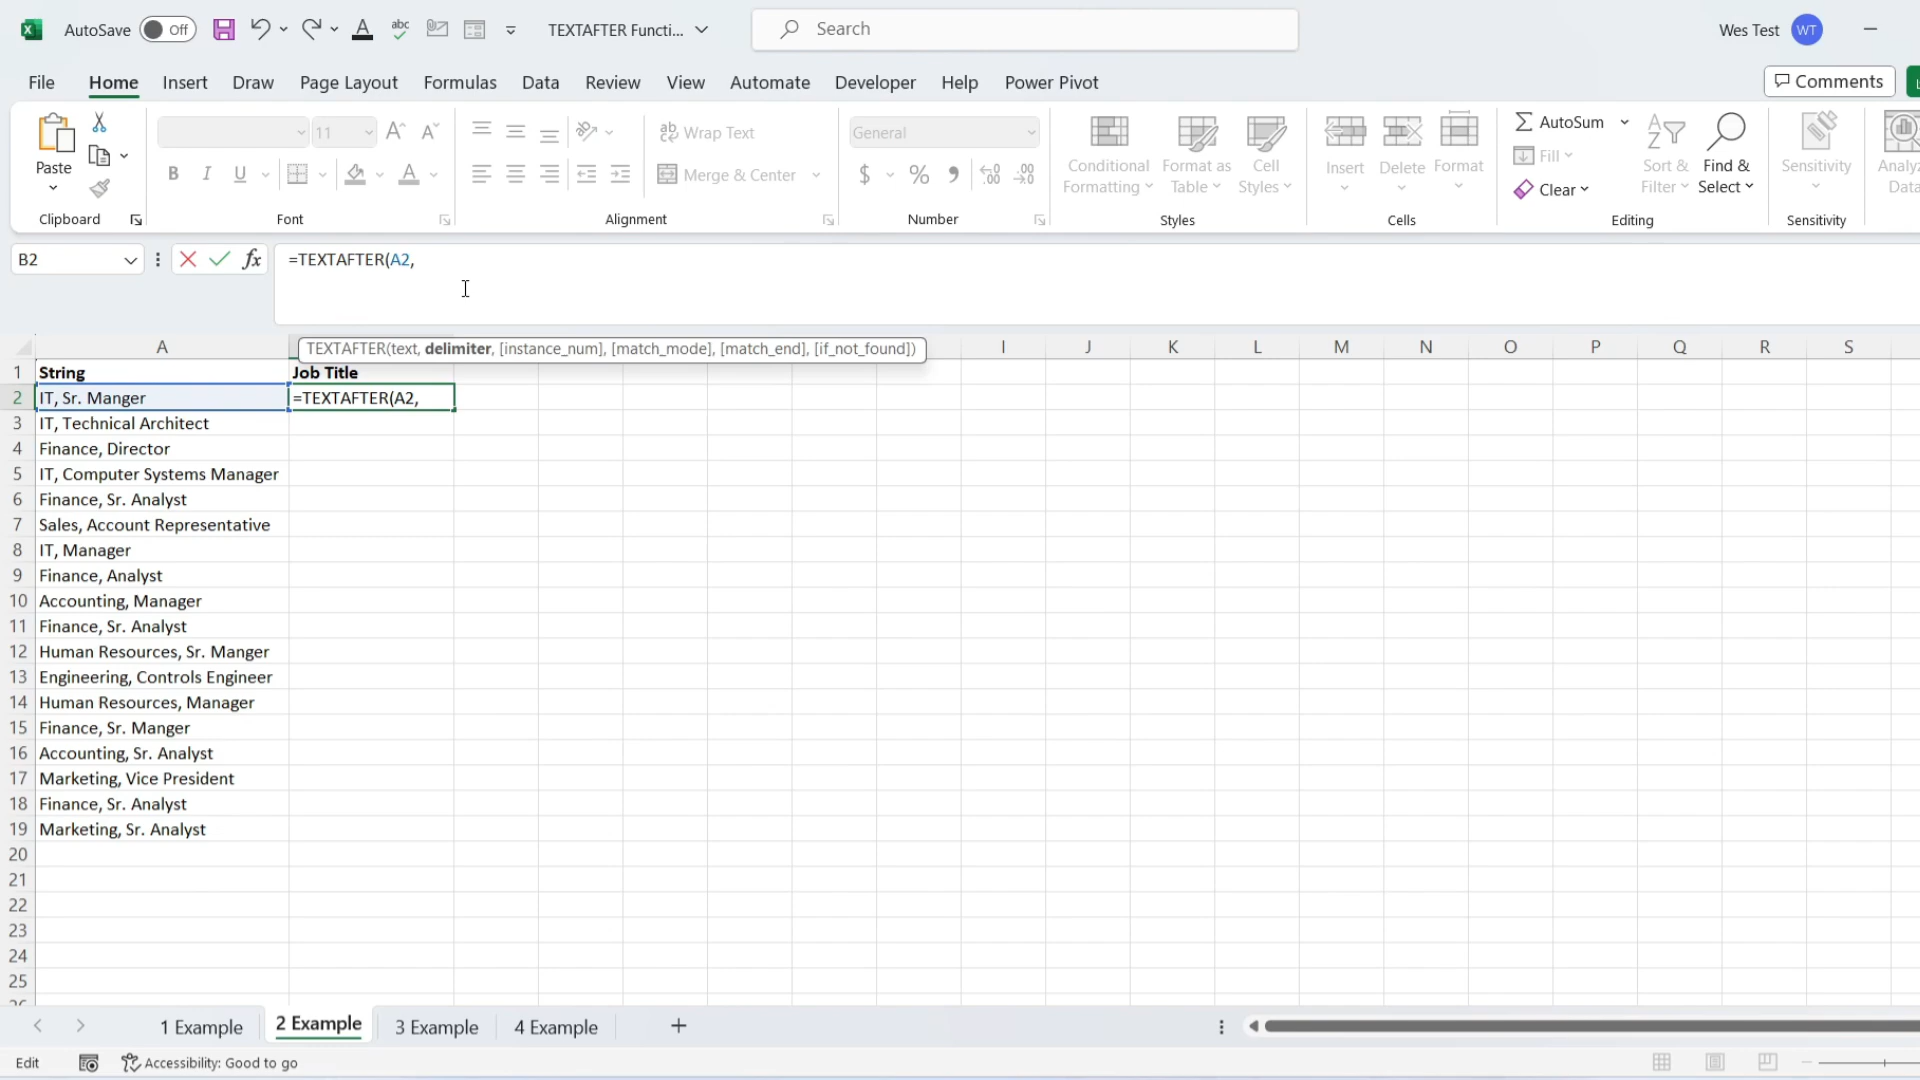 AutoSave Off abc TEXTAFTER Functi... Search Wes Test WT
File Home Insert Draw Page Layout Formulas Data Review View Automate Developer Help Power Pivot Comments
Paste 11 A A ab Wrap Text General Conditional Formatting Format as Table Cell Styles Insert Delete Format AutoSum Fill Clear Sort & Filter Find & Select Sensitivity
B I U A Merge & Center $ % ,
Clipboard Font Alignment Number Styles Cells Editing Sensitivity
B2 fx =TEXTAFTER(A2,
A I J K L M N O P Q R S
TEXTAFTER(text, delimiter, [instance_num], [match_mode], [match_end], [if_not_found])
1 String Job Title
2 IT, Sr. Manger =TEXTAFTER(A2,
3 IT, Technical Architect
4 Finance, Director
5 IT, Computer Systems Manager
6 Finance, Sr. Analyst
7 Sales, Account Representative
8 IT, Manager
9 Finance, Analyst
10 Accounting, Manager
11 Finance, Sr. Analyst
12 Human Resources, Sr. Manger
13 Engineering, Controls Engineer
14 Human Resources, Manager
15 Finance, Sr. Manger
16 Accounting, Sr. Analyst
17 Marketing, Vice President
18 Finance, Sr. Analyst
19 Marketing, Sr. Analyst
20
21
22
23
24
25
1 Example 2 Example 3 Example 4 Example
Edit Accessibility: Good to go